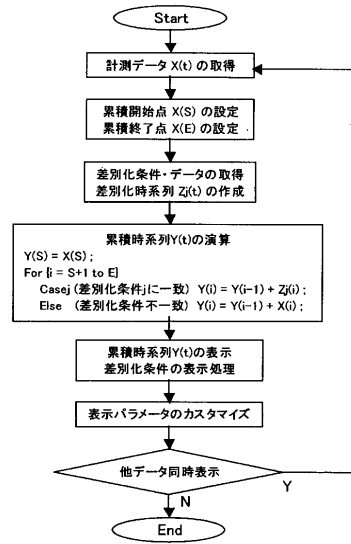 Start
計測データ X(t) の取得
累積開始点 X(S) の設定
累積終了点 X(E) の設定
差別化条件・データの取得
差別化時系列 Zj(t) の作成
累積時系列Y(t)の演算
Y(S) = X(S) ;
For [i = S+1 to E]
Casej (差別化条件jに一致) Y(i) = Y(i-1) + Zj(i) ;
Else (差別化条件不一致) Y(i) = Y(i-1) + X(i) ;
累積時系列Y(t)の表示
差別化条件の表示処理
表示パラメータのカスタマイズ
他データ同時表示
Y
N
End